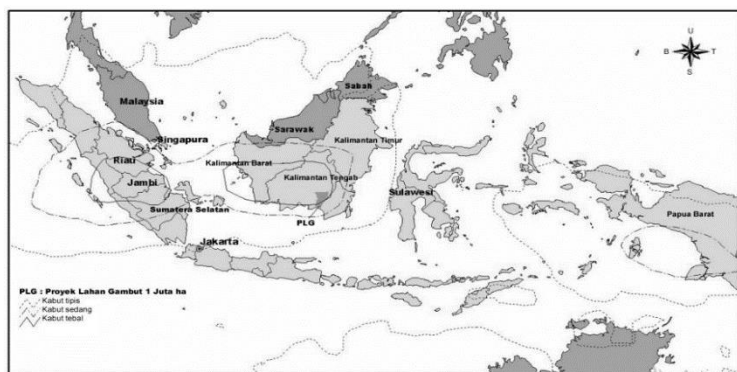 U
B T
S
Malaysia
Sabah
Singapura
Sarawak
Kalimantan Timur
Riau
Kalimantan Barat
Jambi
Kalimantan Tengah
Sulawesi
Sumatera Selatan
Papua Barat
PLG
Jakarta
PLG : Proyek Lahan Gambut 1 Juta ha
Kabut tipis
Kabut sedang
Kabut tebal